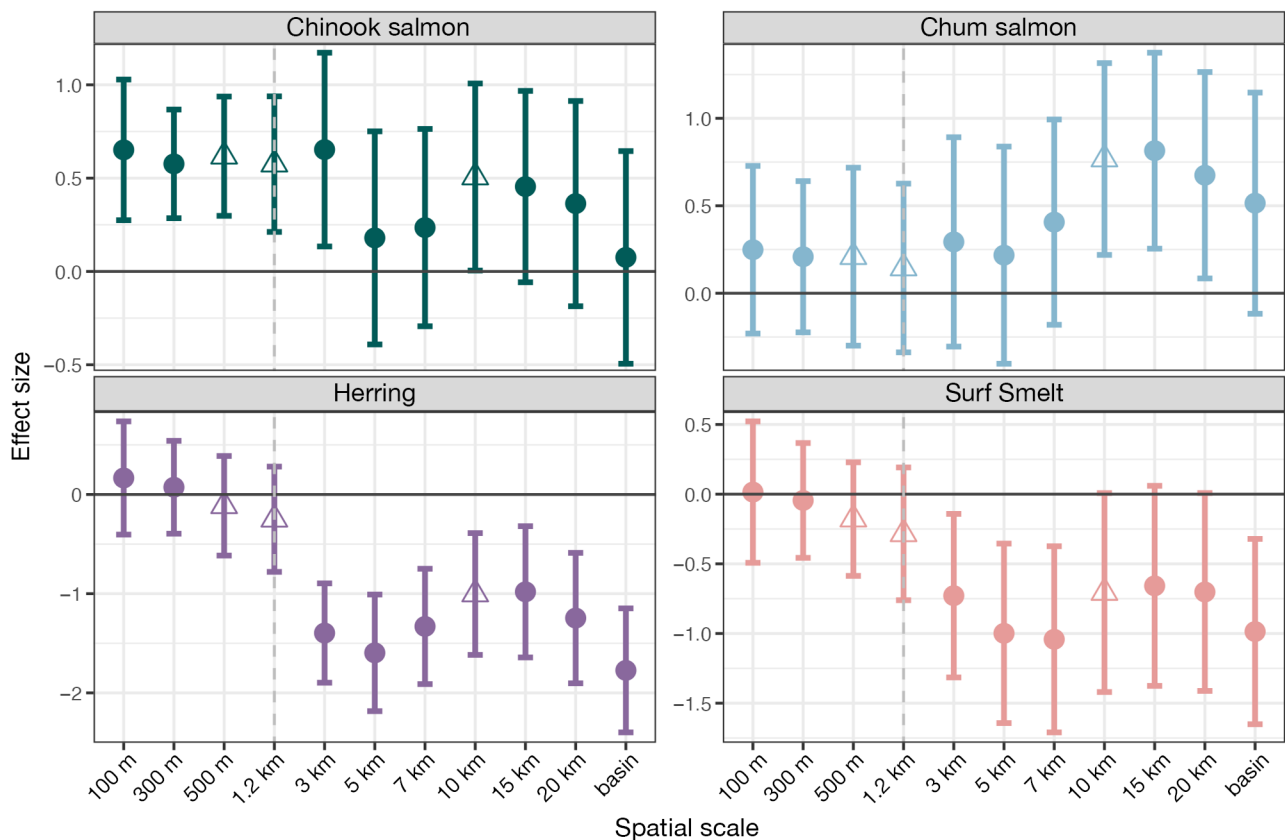 Chinook salmon
Chum salmon
1.0
0.5
0.0
−0.5
1.0
0.5
0.0
Effect size
Herring
Surf Smelt
0
−1
−2
0.5
0.0
−0.5
−1.0
−1.5
100 m 300 m 500 m 1.2 km 3 km 5 km 7 km 10 km 15 km 20 km basin
100 m 300 m 500 m 1.2 km 3 km 5 km 7 km 10 km 15 km 20 km basin
Spatial scale